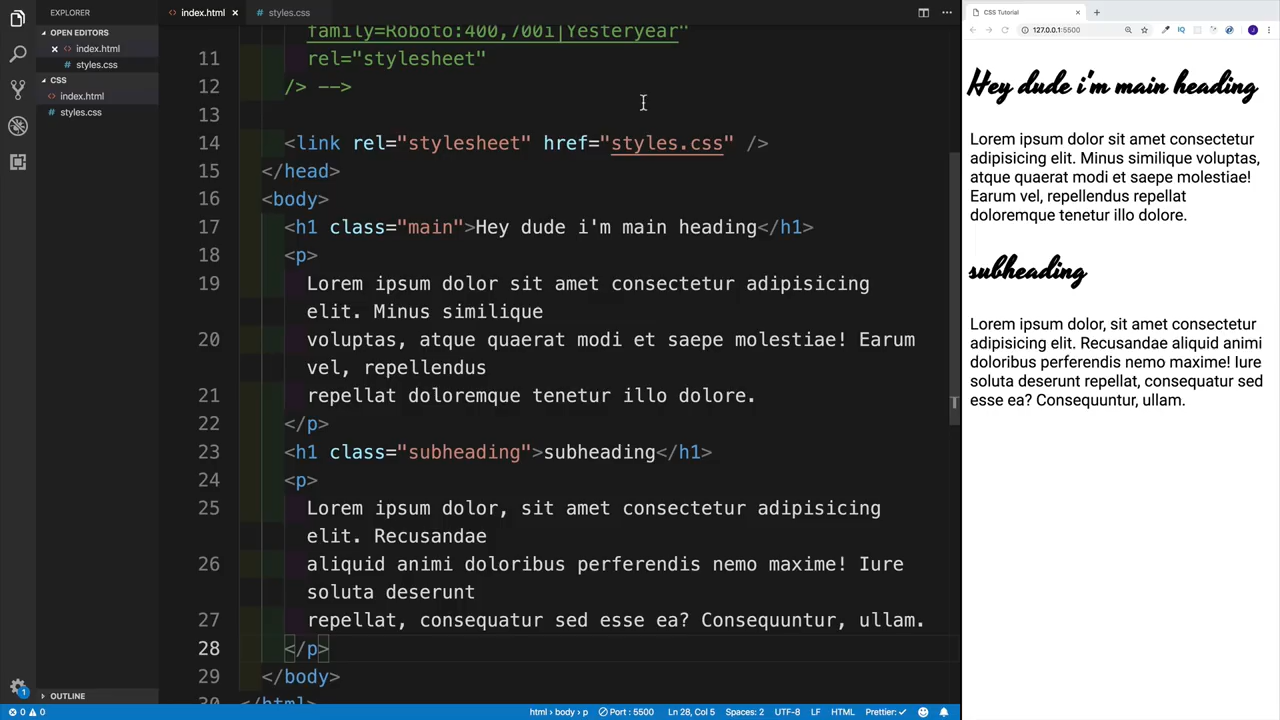 EXPLORER
OPEN EDITORS
index.html
styles.css
CSS
index.html
styles.css
OUTLINE
index.html
styles.css
family=Roboto:400,700i|Yesteryear"
11 rel="stylesheet"
12 /> -->
13
14 <link rel="stylesheet" href="styles.css" />
15 </head>
16 <body>
17 <h1 class="main">Hey dude i'm main heading</h1>
18 <p>
19 Lorem ipsum dolor sit amet consectetur adipisicing
elit. Minus similique
20 voluptas, atque quaerat modi et saepe molestiae! Earum
vel, repellendus
21 repellat doloremque tenetur illo dolore.
22 </p>
23 <h1 class="subheading">subheading</h1>
24 <p>
25 Lorem ipsum dolor, sit amet consectetur adipisicing
elit. Recusandae
26 aliquid animi doloribus perferendis nemo maxime! Iure
soluta deserunt
27 repellat, consequatur sed esse ea? Consequuntur, ullam.
28 </p>
29 </body>
30 </html>
CSS Tutorial
127.0.0.1:5500
Hey dude i'm main heading
Lorem ipsum dolor sit amet consectetur
adipisicing elit. Minus similique voluptas,
atque quaerat modi et saepe molestiae!
Earum vel, repellendus repellat
doloremque tenetur illo dolore.
subheading
Lorem ipsum dolor, sit amet consectetur
adipisicing elit. Recusandae aliquid animi
doloribus perferendis nemo maxime! Iure
soluta deserunt repellat, consequatur sed
esse ea? Consequuntur, ullam.
1
0 0 html › body › p Port : 5500 Ln 28, Col 5 Spaces: 2 UTF-8 LF HTML Prettier: ✓